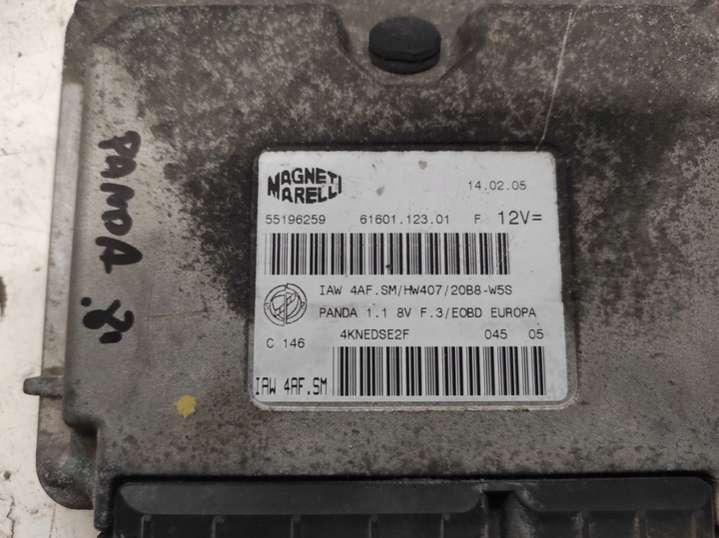 PANDA
MAGNETI MARELLI
14.02.05
55196259 61601.123.01 F 12V=
IAW 4AF.SM/HW407/20B8-W5S
PANDA 1.1 8V F.3/EOBD EUROPA
C 146 4KNEDSE2F 045 05
IAW 4AF.SM